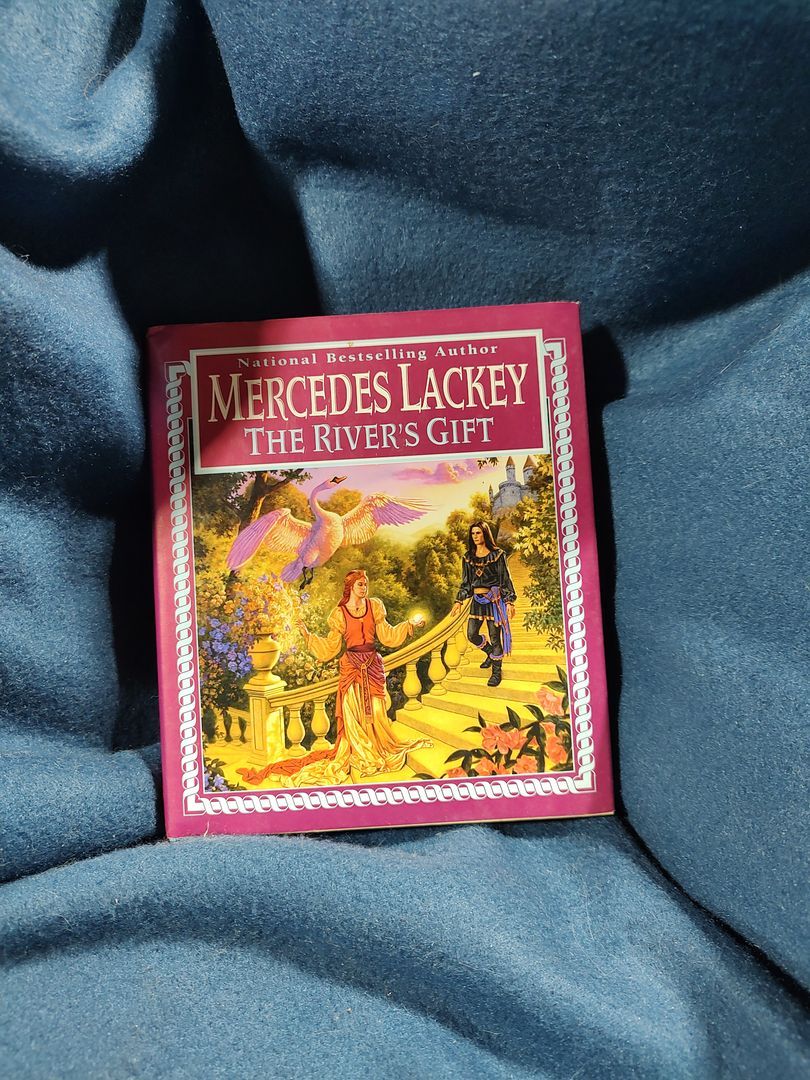 National Bestselling Author
MERCEDES LACKEY
THE RIVER'S GIFT